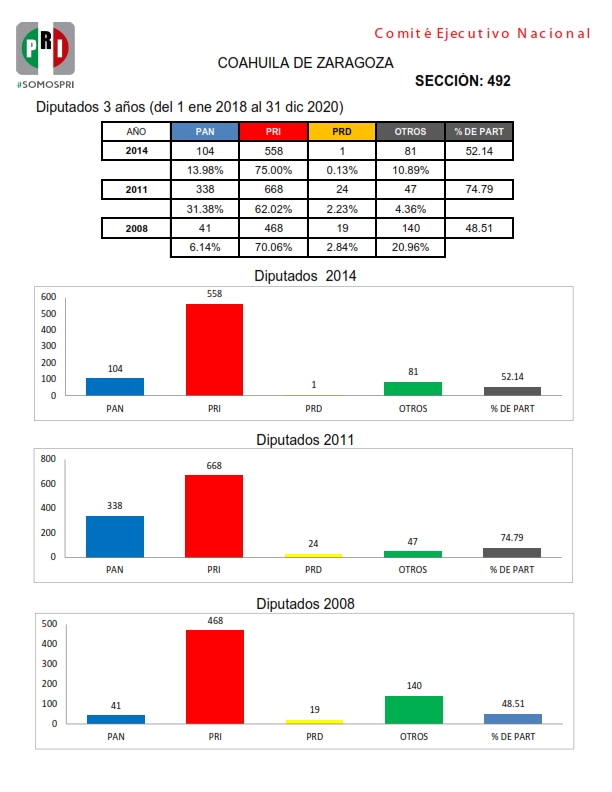 PRI
#SOMOSPRI
Comité Ejecutivo Nacional
COAHUILA DE ZARAGOZA
SECCIÓN: 492
Diputados 3 años (del 1 ene 2018 al 31 dic 2020)
AÑO PAN PRI PRD OTROS % DE PART
2014 104 558 1 81 52.14
13.98% 75.00% 0.13% 10.89%
2011 338 668 24 47 74.79
31.38% 62.02% 2.23% 4.36%
2008 41 468 19 140 48.51
6.14% 70.06% 2.84% 20.96%
Diputados 2014
600
500
400
300
200
100
0
104 558 1 81 52.14
PAN PRI PRD OTROS % DE PART
Diputados 2011
800
600
400
200
0
338 668 24 47 74.79
PAN PRI PRD OTROS % DE PART
Diputados 2008
500
400
300
200
100
0
41 468 19 140 48.51
PAN PRI PRD OTROS % DE PART